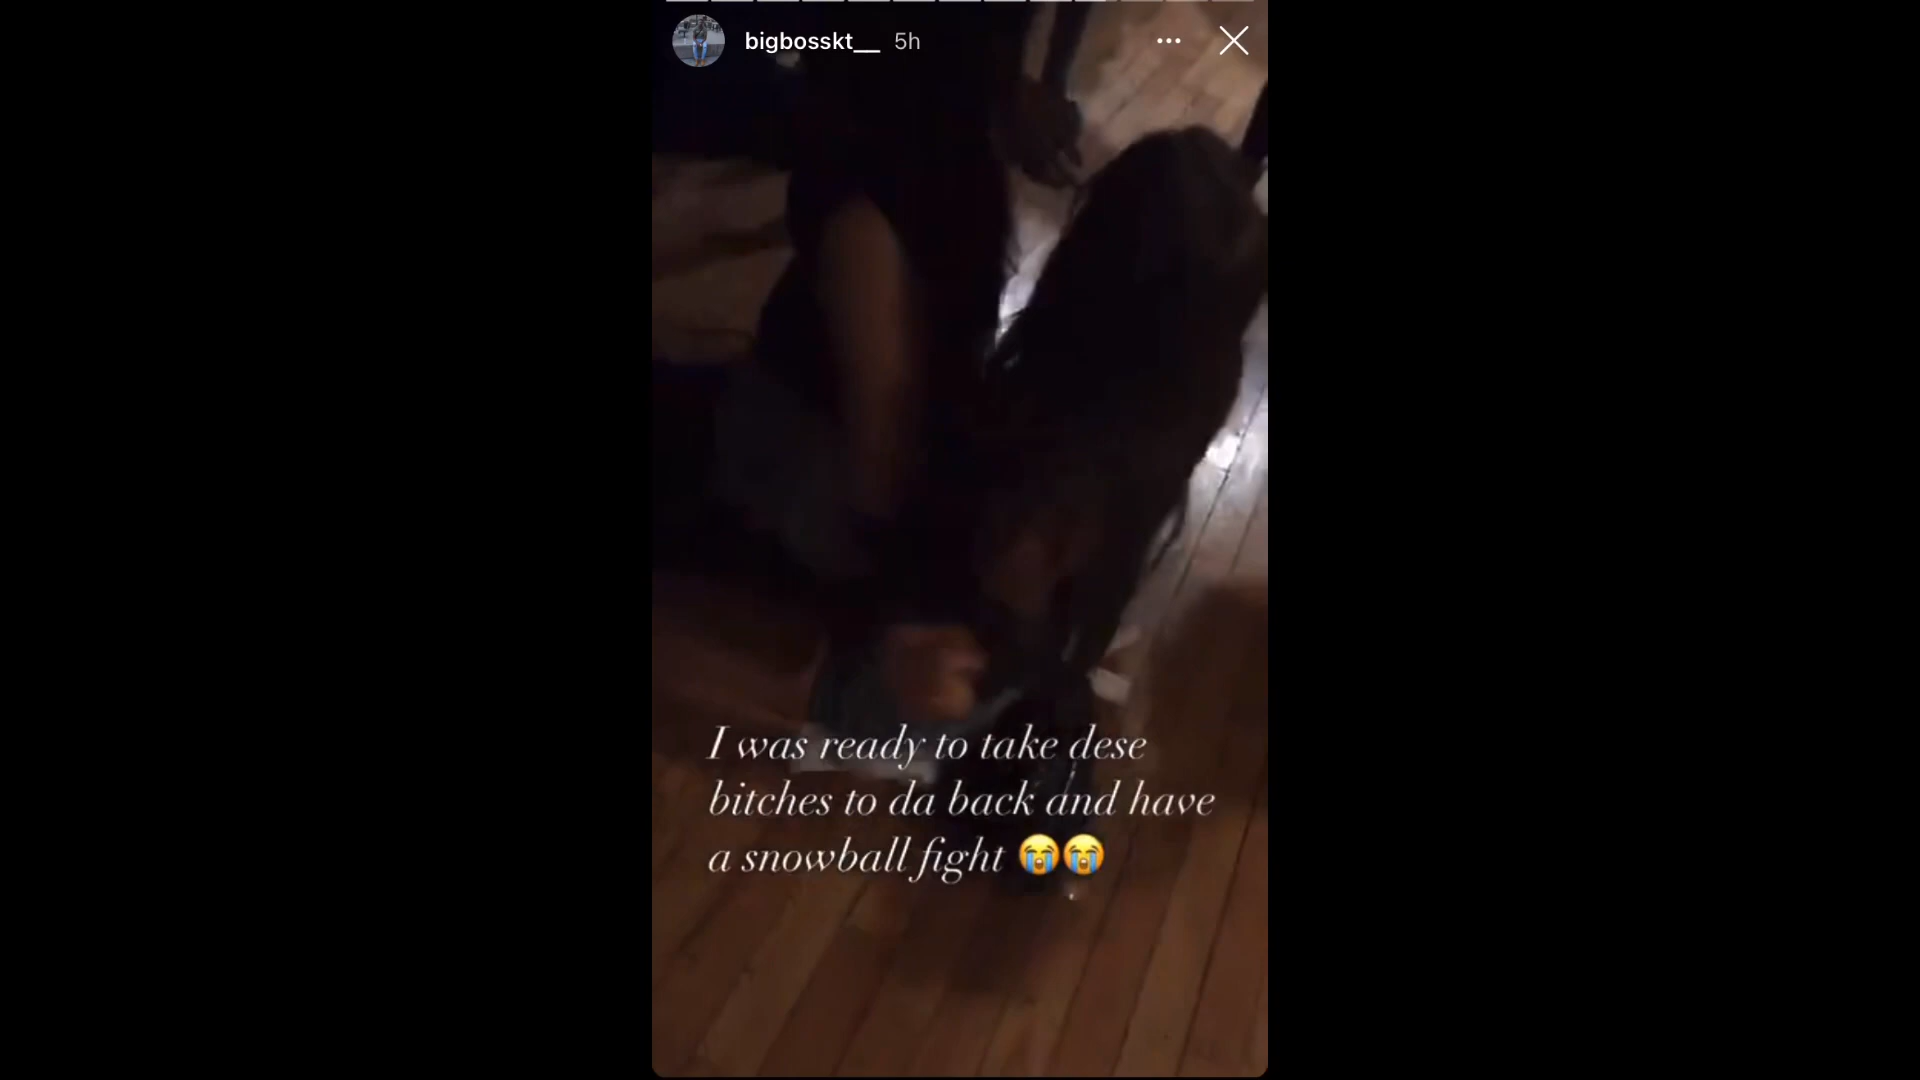 bigbosskt__ 5h
I was ready to take dese
bitches to da back and have
a snowball fight 😭😭